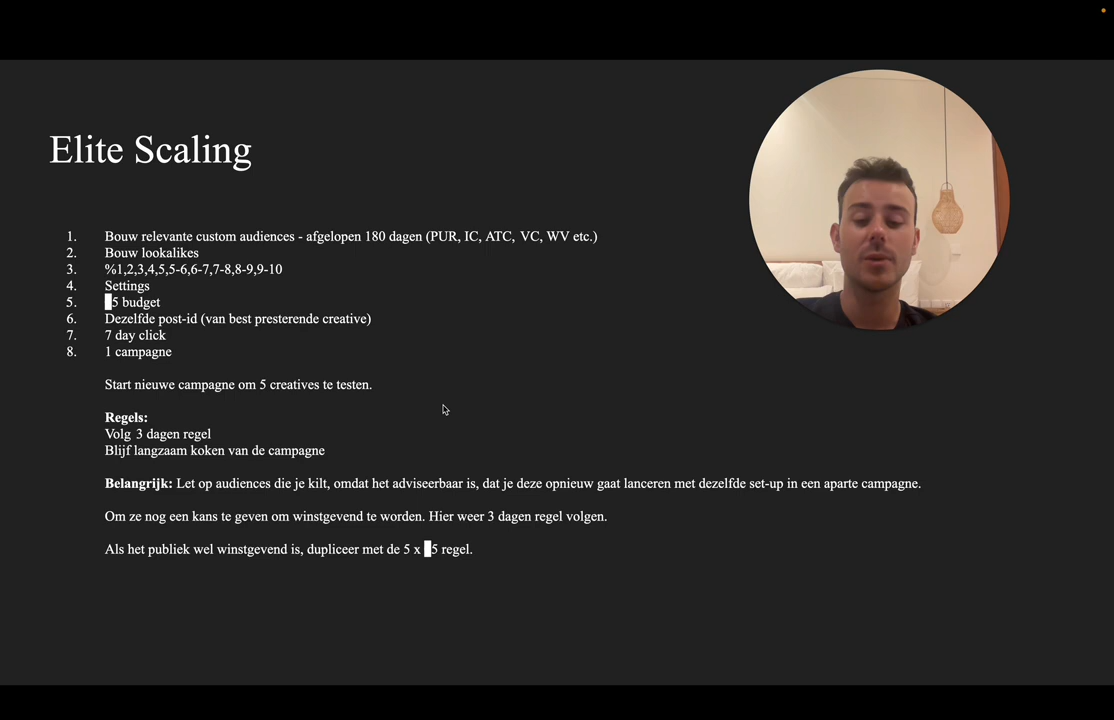 Elite Scaling
1. Bouw relevante custom audiences - afgelopen 180 dagen (PUR, IC, ATC, VC, WV etc.)
2. Bouw lookalikes
3. %1,2,3,4,5,5-6,6-7,7-8,8-9,9-10
4. Settings
5. 5 budget
6. Dezelfde post-id (van best presterende creative)
7. 7 day click
8. 1 campagne
Start nieuwe campagne om 5 creatives te testen.
Regels:
Volg 3 dagen regel
Blijf langzaam koken van de campagne
Belangrijk: Let op audiences die je kilt, omdat het adviseerbaar is, dat je deze opnieuw gaat lanceren met dezelfde set-up in een aparte campagne.
Om ze nog een kans te geven om winstgevend te worden. Hier weer 3 dagen regel volgen.
Als het publiek wel winstgevend is, dupliceer met de 5 x 5 regel.